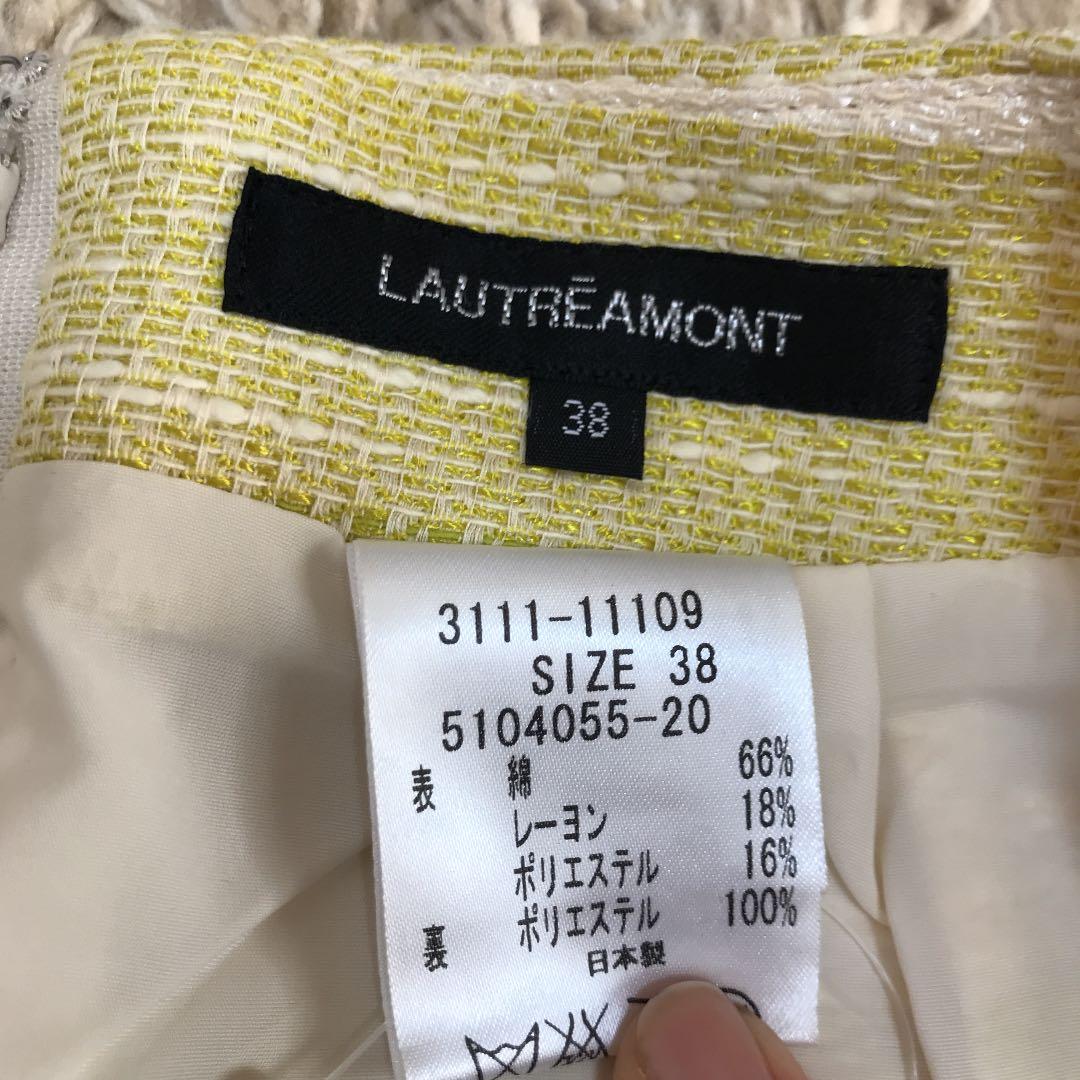 LAUTRÉAMONT
38
3111-11109
SIZE 38
5104055-20
表 綿 66%
レーヨン 18%
ポリエステル 16%
裏 ポリエステル 100%
日本製